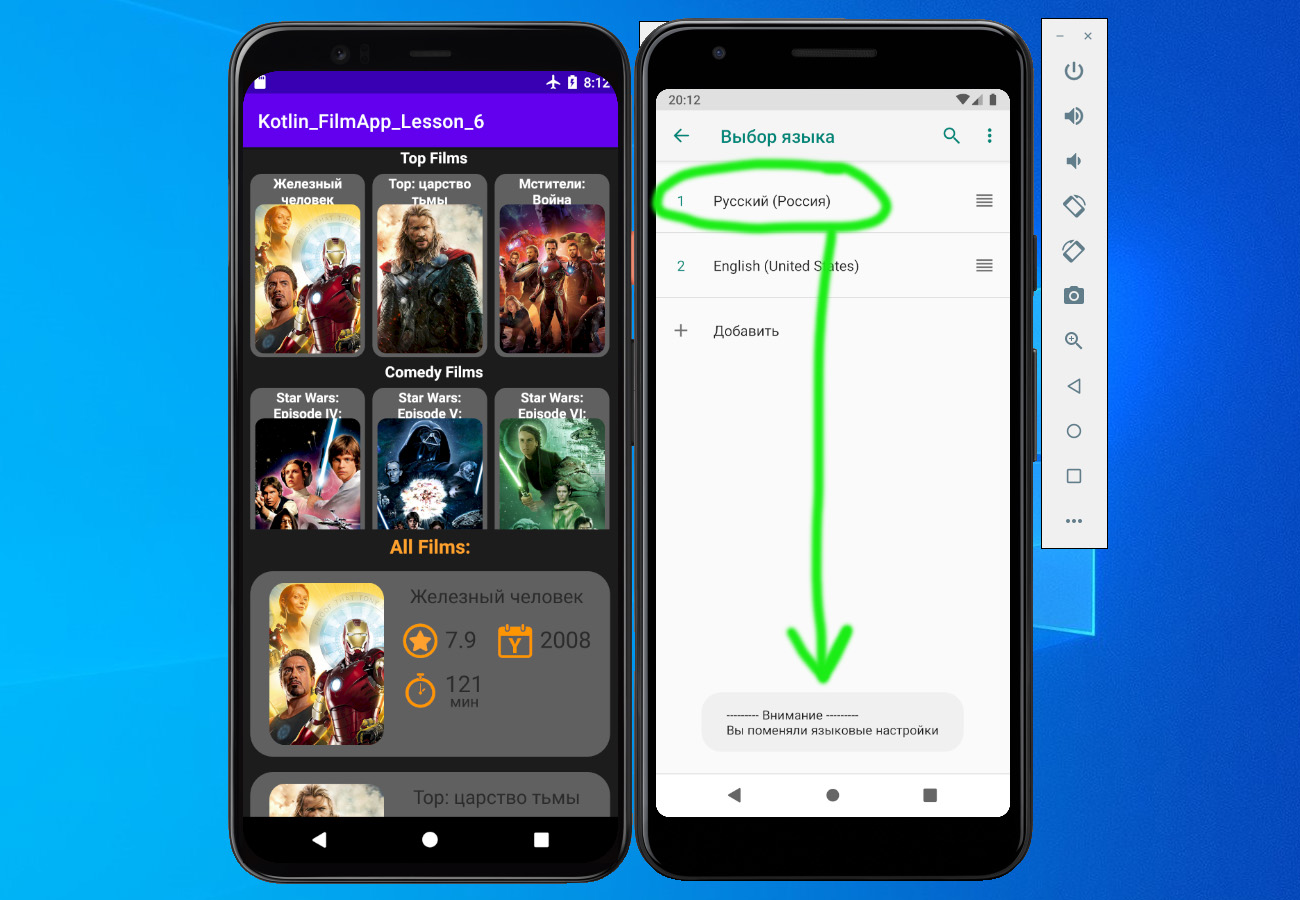 8:12
Kotlin_FilmApp_Lesson_6
Top Films
Железный
человек
Тор: царство
тьмы
Мстители:
Война
Comedy Films
Star Wars:
Episode IV:
Star Wars:
Episode V:
Star Wars:
Episode VI:
All Films:
Железный человек
7.9
Y
2008
121
мин
Тор: царство тьмы
20:12
Выбор языка
1
Русский (Россия)
2
English (United States)
Добавить
--------- Внимание ---------
Вы поменяли языковые настройки